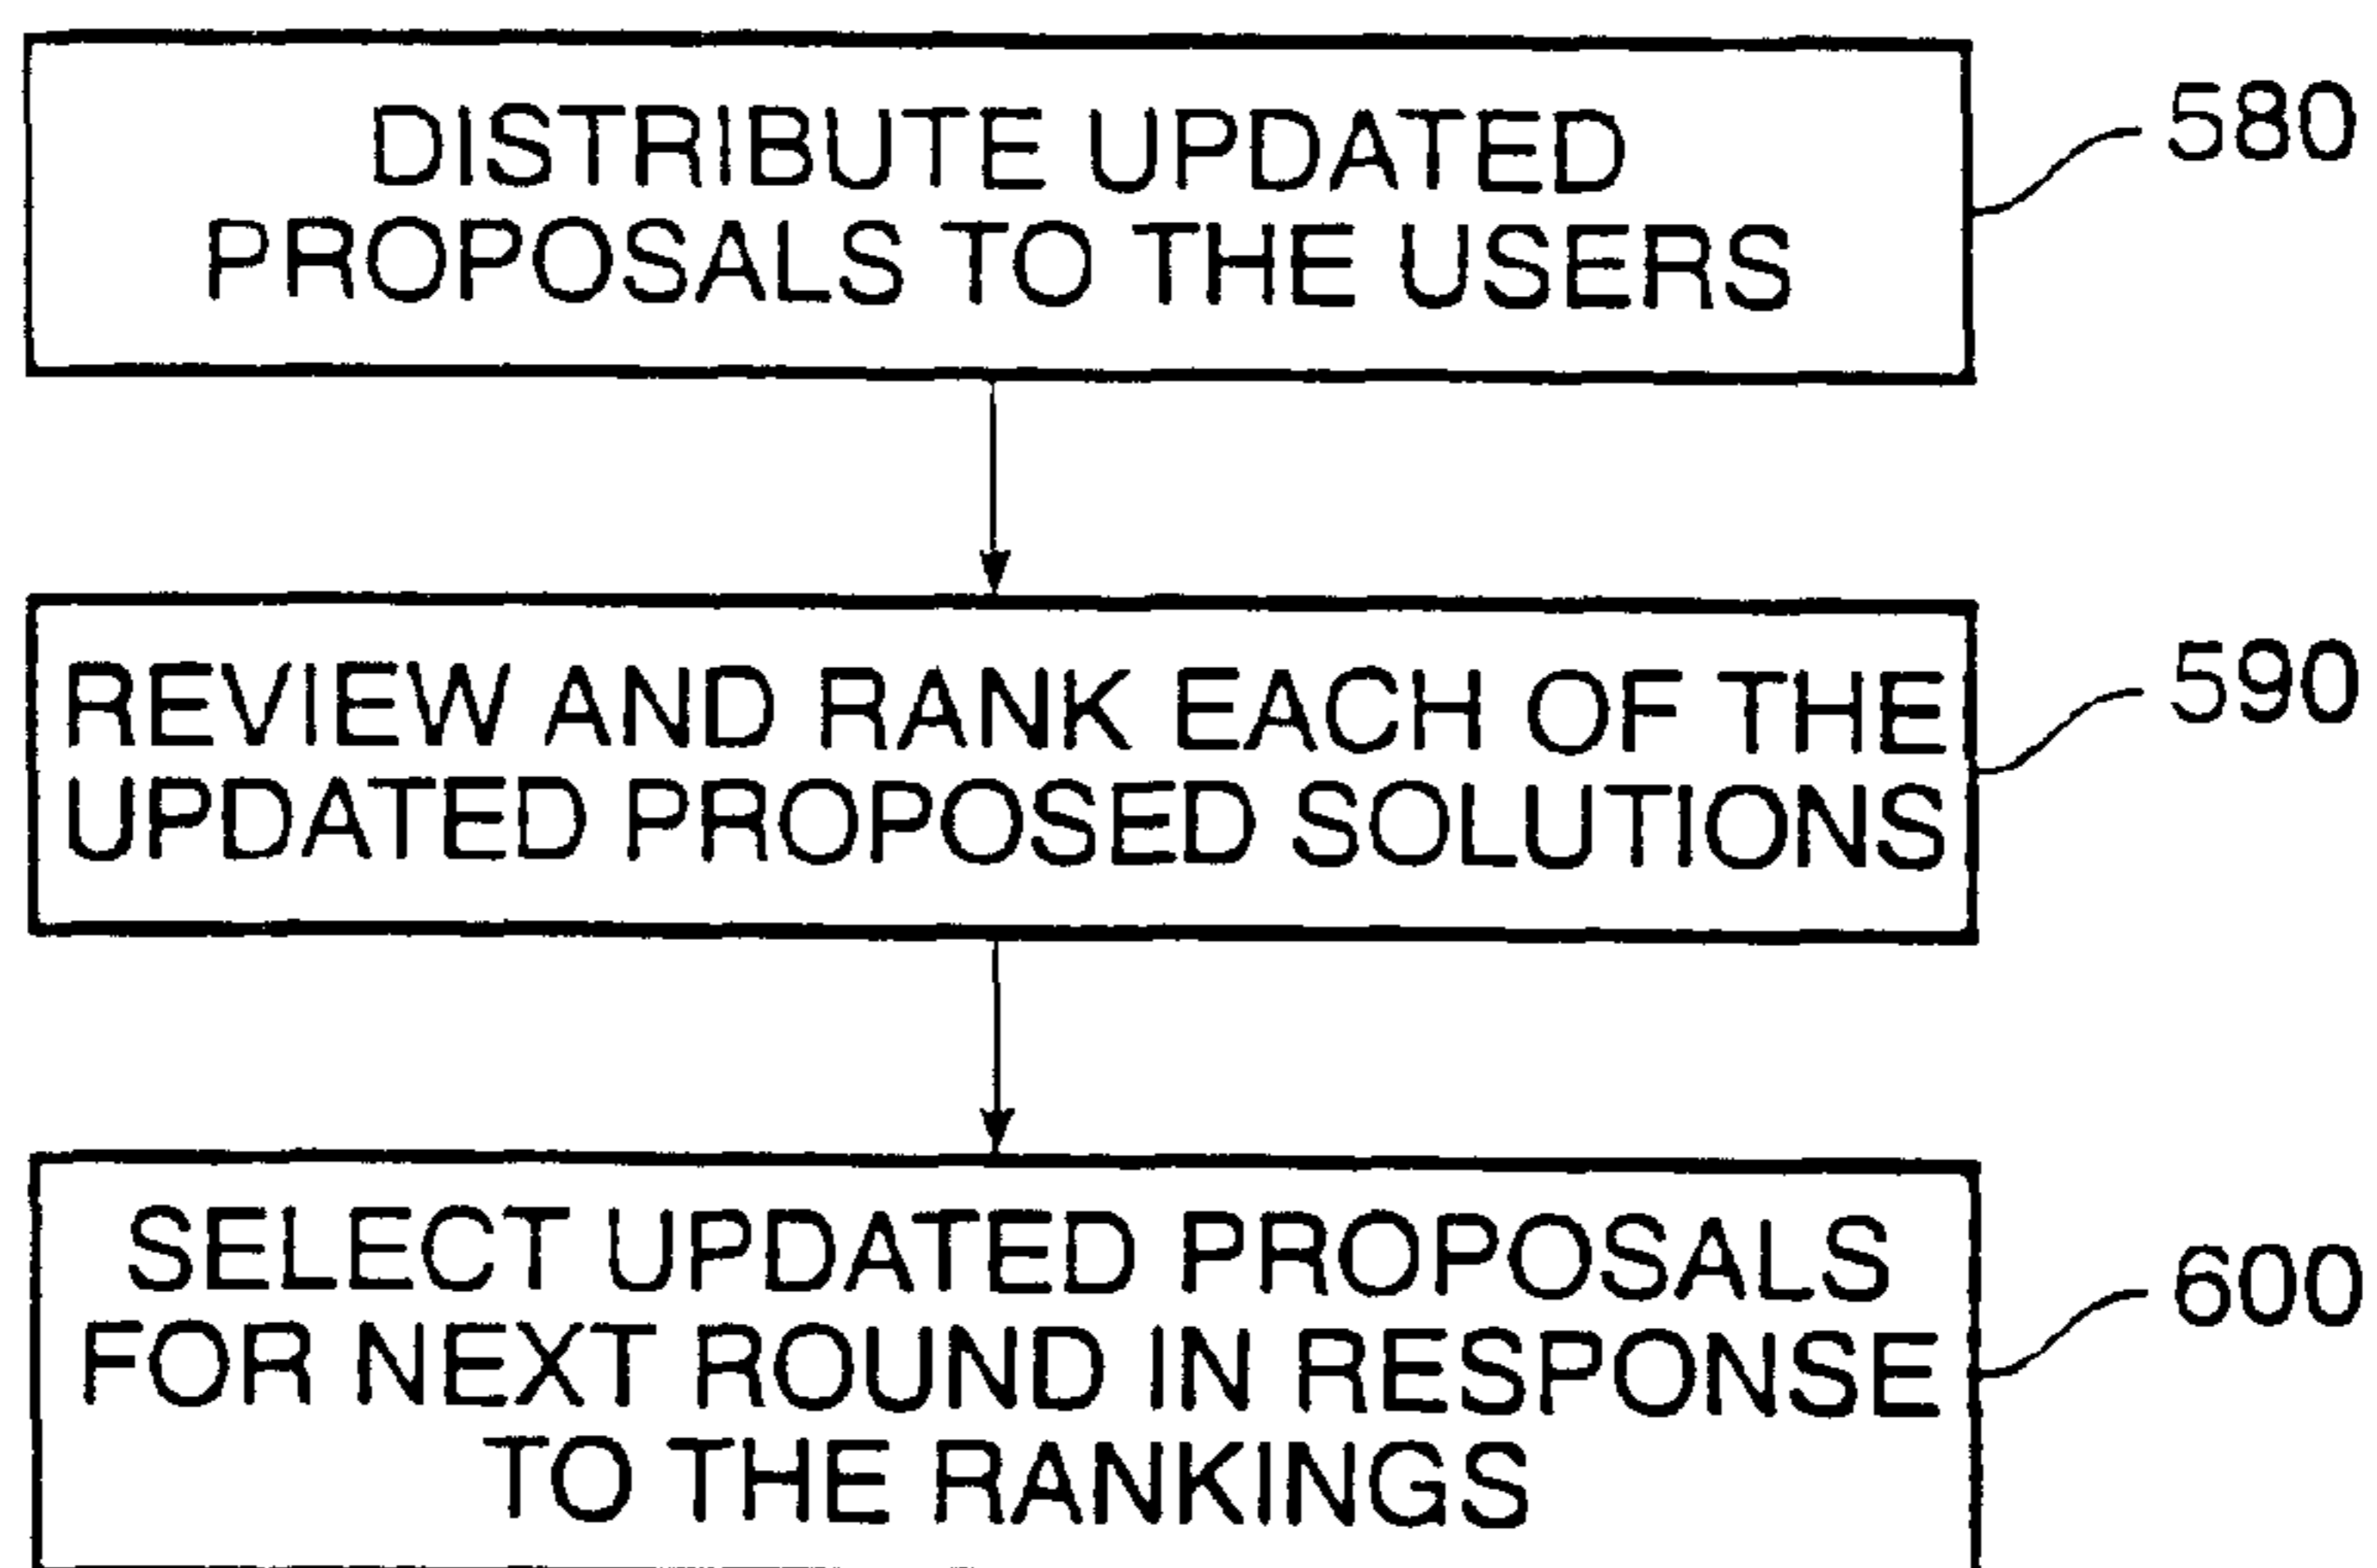 DISTRIBUTE UPDATED
PROPOSALS TO THE USERS
580
REVIEW AND RANK EACH OF THE
UPDATED PROPOSED SOLUTIONS
590
SELECT UPDATED PROPOSALS
FOR NEXT ROUND IN RESPONSE
TO THE RANKINGS
600